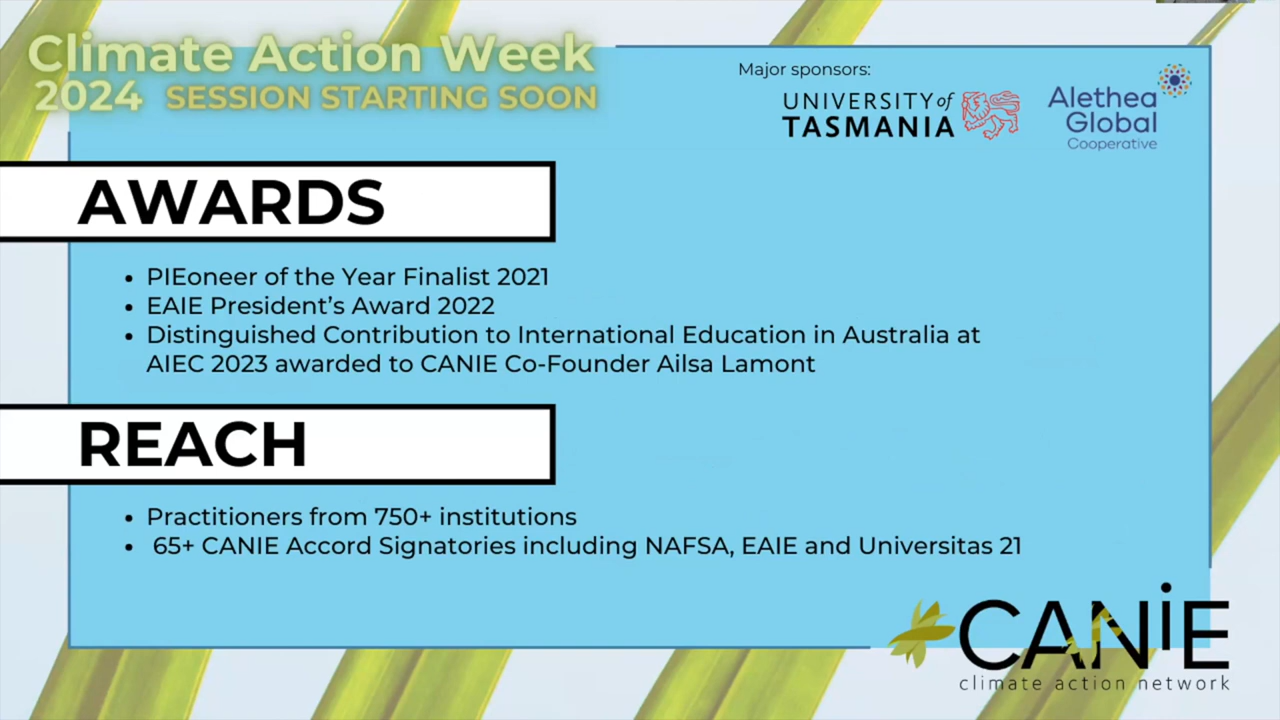 Climate Action Week
2024 SESSION STARTING SOON
Major sponsors:
UNIVERSITY of
TASMANIA
Alethea
Global
Cooperative
AWARDS
• PIEoneer of the Year Finalist 2021
• EAIE President’s Award 2022
• Distinguished Contribution to International Education in Australia at
AIEC 2023 awarded to CANIE Co-Founder Ailsa Lamont
REACH
• Practitioners from 750+ institutions
• 65+ CANIE Accord Signatories including NAFSA, EAIE and Universitas 21
CANiE
climate action network